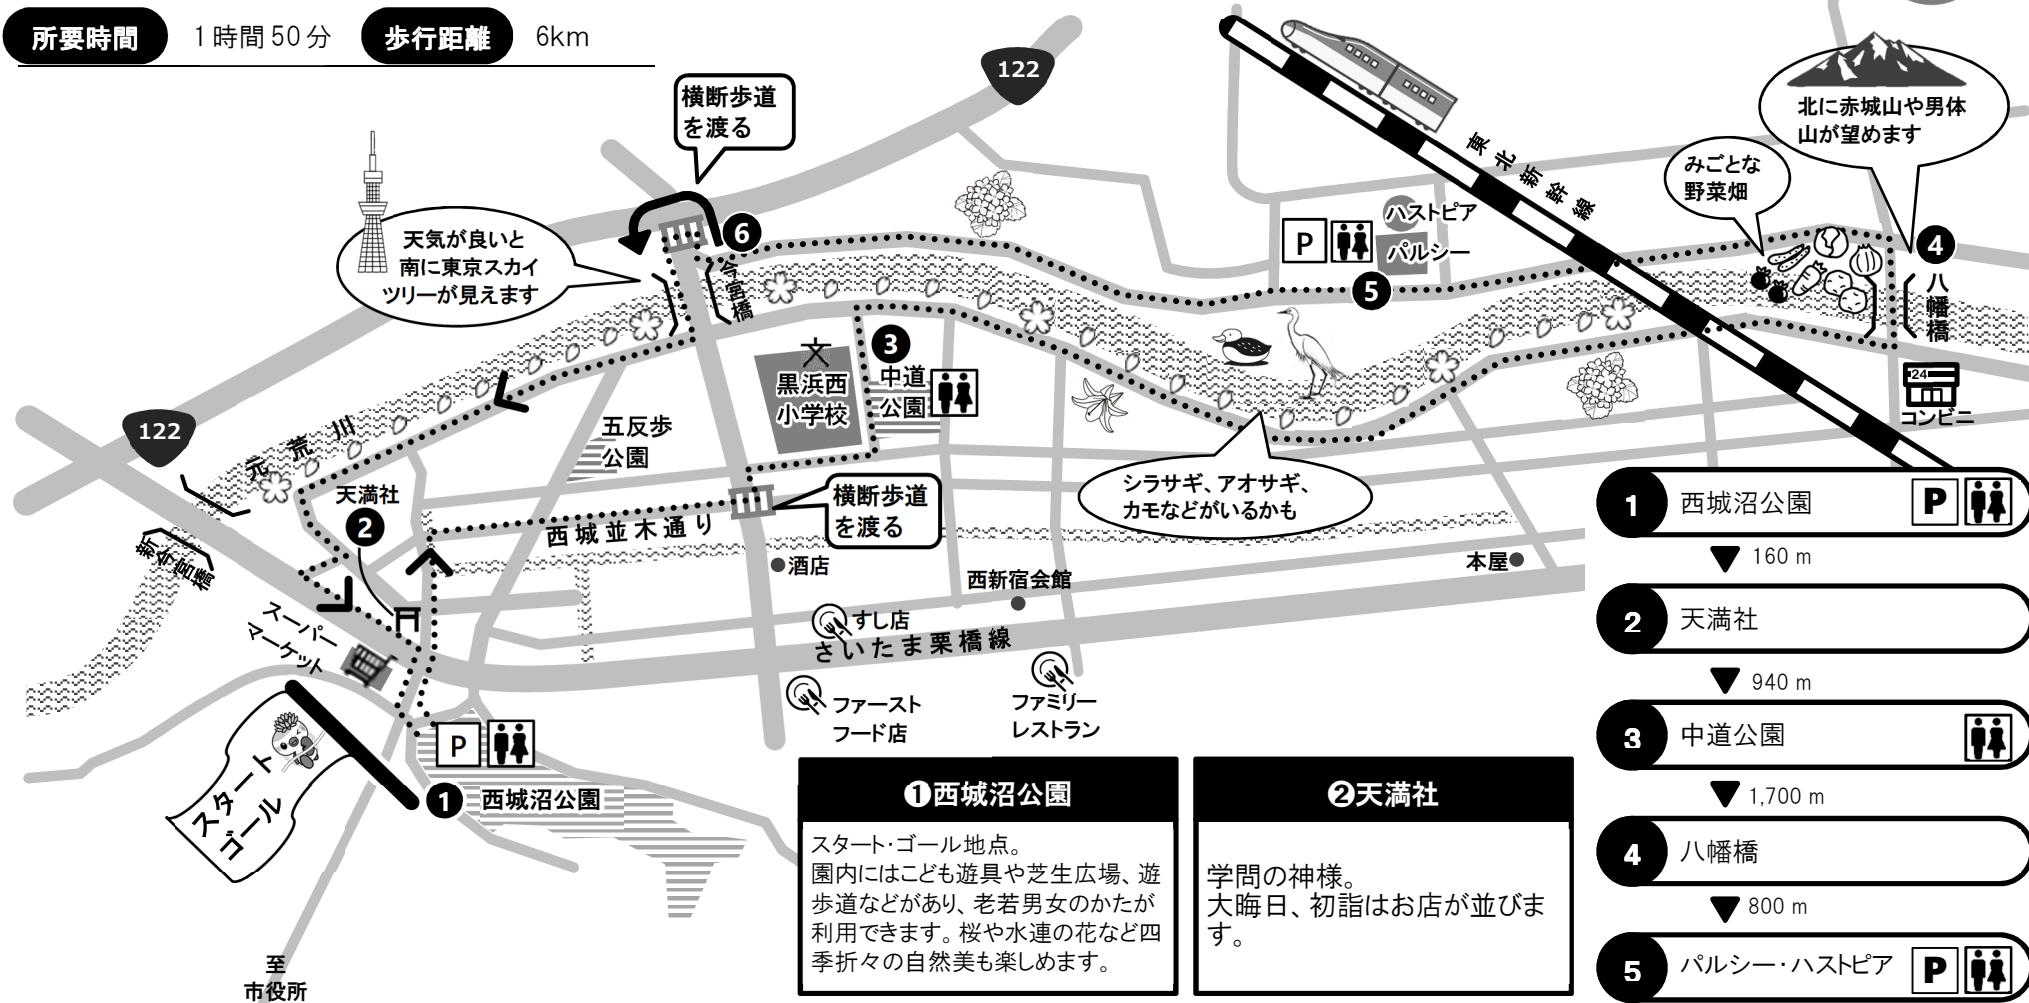 所要時間 1時間50分 歩行距離 6km
122
横断歩道
を渡る
天気が良いと
南に東京スカイ
ツリーが見えます
6
今宮橋
東北新幹線
北に赤城山や男体
山が望めます
みごとな
野菜畑
P
ハストピア
パルシー
5
4
八幡橋
24
コンビニ
文
黒浜西
小学校
3
中道
公園
五反歩
公園
122
元荒川
新今宮橋
天満社
2
西城並木通り
横断歩道
を渡る
シラサギ、アオサギ、
カモなどがいるかも
酒店
西新宿会館
本屋
すし店
さいたま栗橋線
ファースト
フード店
ファミリー
レストラン
スーパー
マーケット
スタート
ゴール
P
1 西城沼公園
至
市役所
❶西城沼公園
スタート・ゴール地点。
園内にはこども遊具や芝生広場、遊
歩道などがあり、老若男女のかたが
利用できます。桜や水連の花など四
季折々の自然美も楽しめます。
❷天満社
学問の神様。
大晦日、初詣はお店が並びま
す。
1 西城沼公園 P
▼ 160 m
2 天満社
▼ 940 m
3 中道公園
▼ 1,700 m
4 八幡橋
▼ 800 m
5 パルシー・ハストピア P